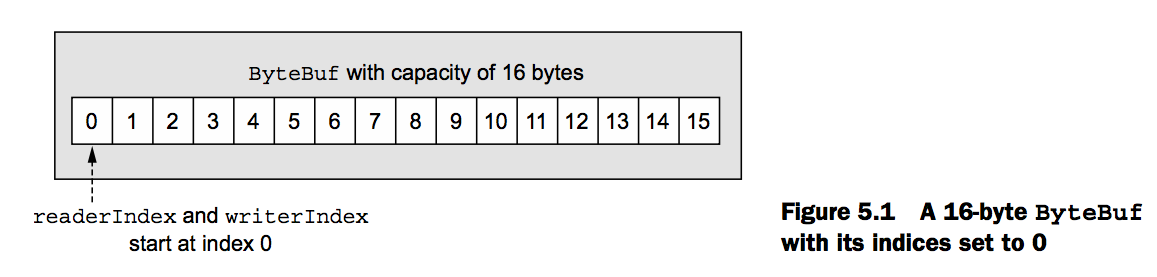 ByteBuf with capacity of 16 bytes
0 1 2 3 4 5 6 7 8 9 10 11 12 13 14 15
readerIndex and writerIndex
start at index 0
Figure 5.1 A 16-byte ByteBuf
with its indices set to 0